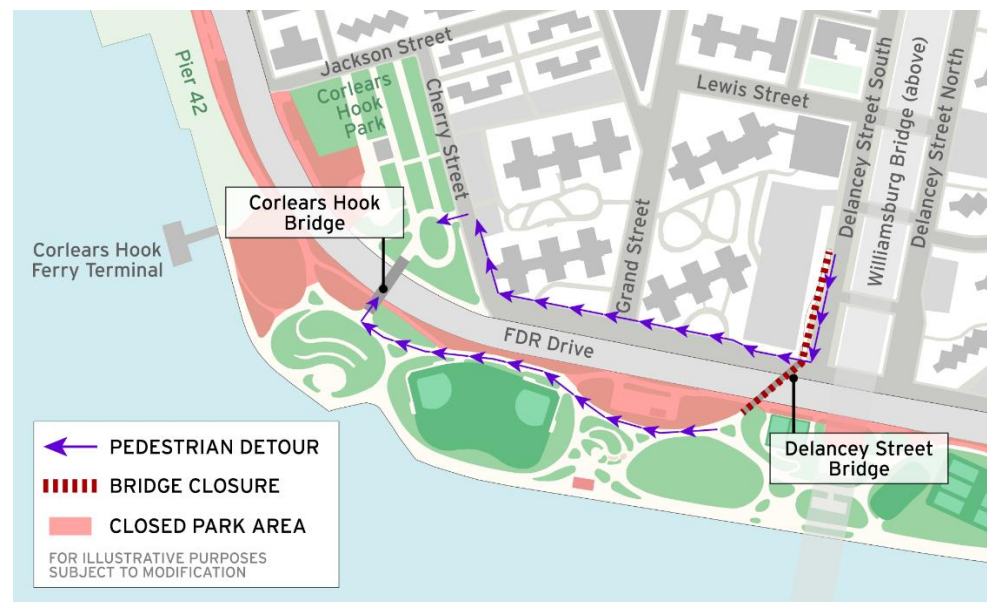 Pier 42
Jackson Street
Corlears
Hook
Park
Cherry Street
Lewis Street
Delancey Street South
Williamsburg Bridge (above)
Delancey Street North
Corlears Hook
Bridge
Corlears Hook
Ferry Terminal
Grand Street
FDR Drive
Delancey Street
Bridge
PEDESTRIAN DETOUR
BRIDGE CLOSURE
CLOSED PARK AREA
FOR ILLUSTRATIVE PURPOSES
SUBJECT TO MODIFICATION